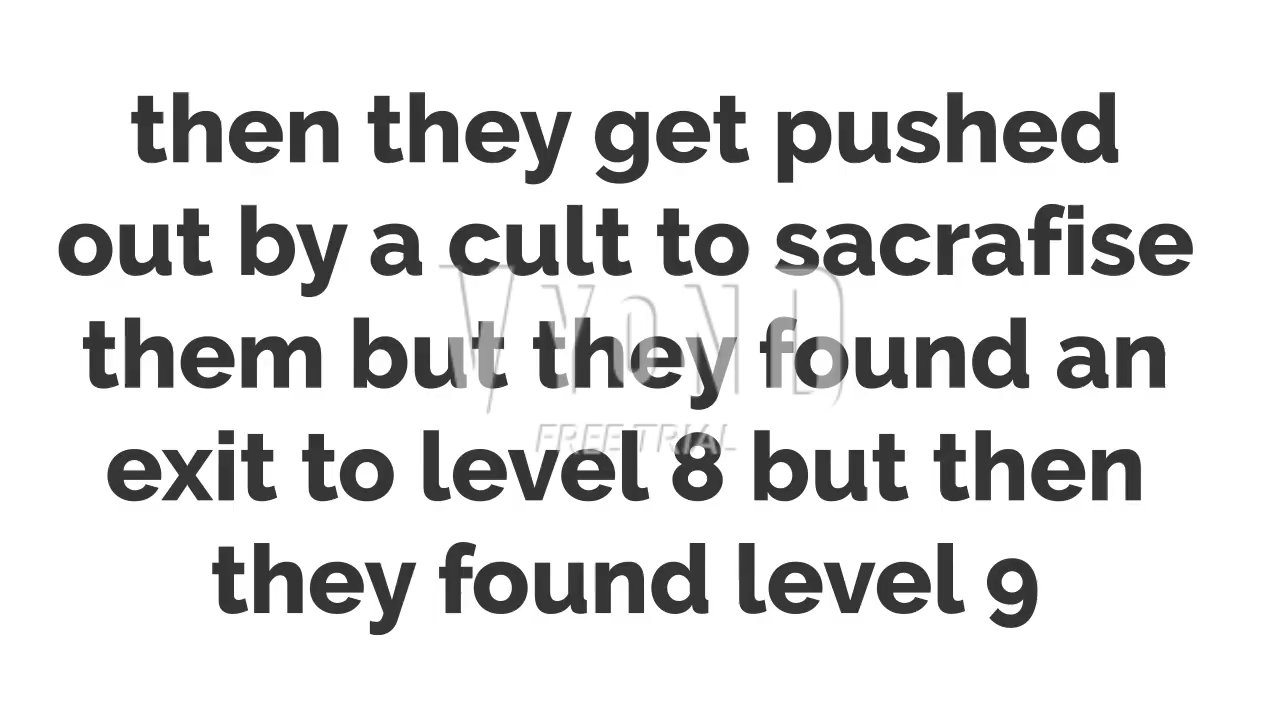 then they get pushed
out by a cult to sacrafise
them but they found an
exit to level 8 but then
they found level 9
VYOND
FREE TRIAL